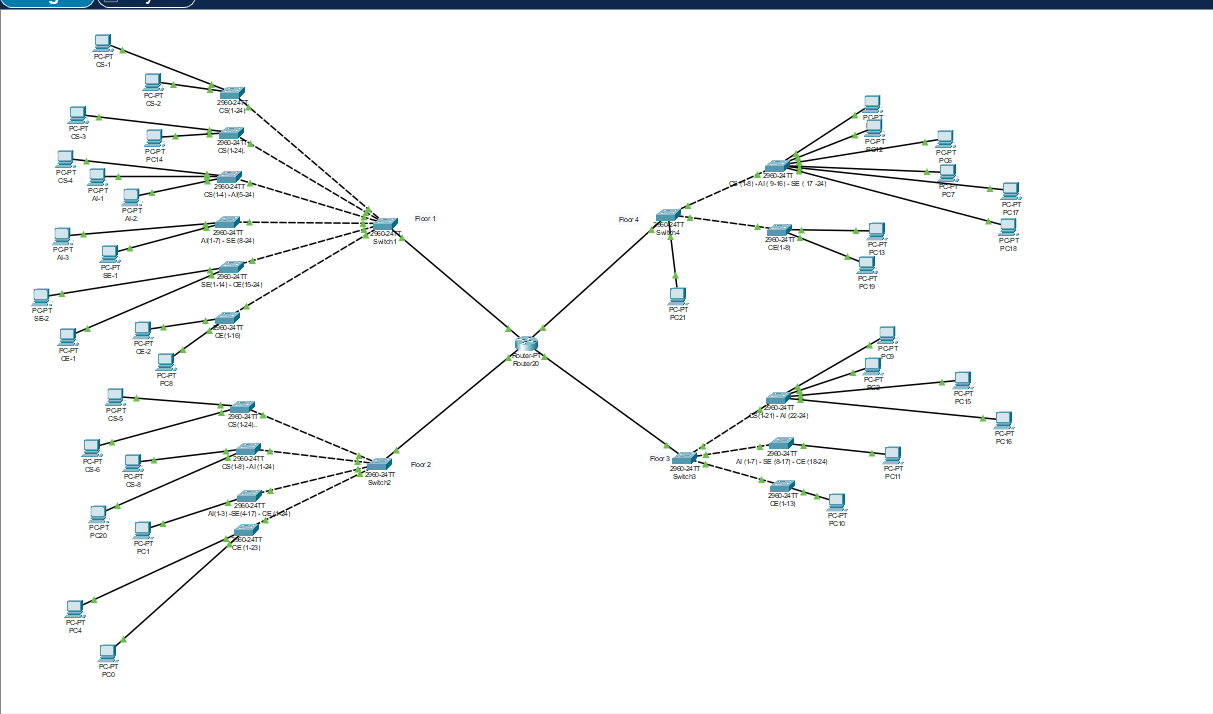 PC-PT
CS-1
PC-PT
CS-2
2960-24TT
CS(1-24)
PC-PT
CS-3
PC-PT
PC14
2960-24TT
CS(1-24).
PC-PT
CS-4
PC-PT
AI-1
PC-PT
AI-2
2960-24TT
CS(1-4) - AI(5-24)
PC-PT
AI-3
PC-PT
SE-1
2960-24TT
AI(1-7) - SE (8-24)
PC-PT
SE-2
PC-PT
CE-1
2960-24TT
SE(1-14) - CE(15-24)
PC-PT
CE-2
PC-PT
PC8
2960-24TT
CE(1-16)
Floor 1
2960-24TT
Switch1
PC-PT
CS-5
PC-PT
CS-6
2960-24TT
CS(1-24)..
PC-PT
CS-8
PC-PT
PC20
2960-24TT
CS(1-8) - AI (1-24)
PC-PT
PC1
2960-24TT
AI(1-3) -SE(4-17) - CE (
-24)
PC-PT
PC4
PC-PT
PC0
2960-24TT
CE (1-23)
Floor 2
2960-24TT
Switch2
Router-PT
Router20
Floor 4
2960-24TT
Switch4
PC-PT
PC21
2960-24TT
CS (1-8) - AI ( 9-16) - SE ( 17 -24)
PC-PT
PC-PT
PC12
PC-PT
PC6
PC-PT
PC7
PC-PT
PC17
PC-PT
PC18
2960-24TT
CE(1-8)
PC-PT
PC13
PC-PT
PC19
Floor 3
2960-24TT
Switch3
2960-24TT
CS(1-21) - AI (22-24)
PC-PT
PC9
PC-PT
PC-PT
PC15
PC-PT
PC16
2960-24TT
AI (1-7) - SE (8-17) - CE (18-24)
PC-PT
PC11
2960-24TT
CE(1-13)
PC-PT
PC10